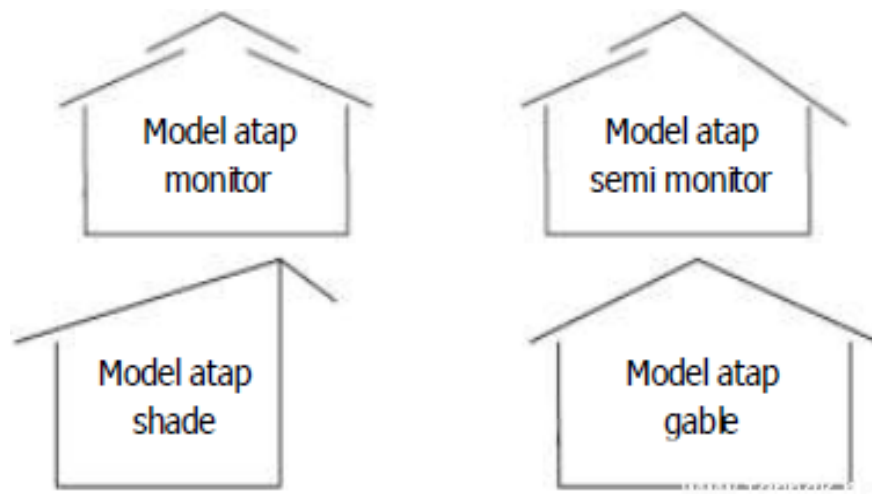 Model atap
monitor
Model atap
semi monitor
Model atap
shade
Model atap
gable